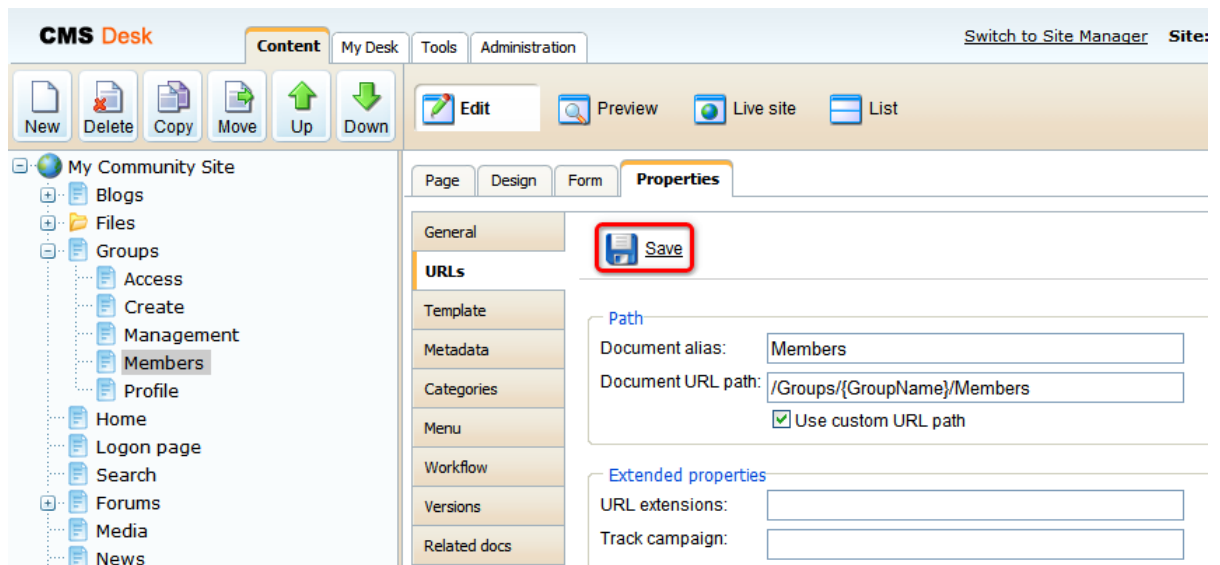 CMS Desk
Content
My Desk
Tools
Administration
Switch to Site Manager
Site:
New
Delete
Copy
Move
Up
Down
Edit
Preview
Live site
List
My Community Site
Blogs
Files
Groups
Access
Create
Management
Members
Profile
Home
Logon page
Search
Forums
Media
News
Page
Design
Form
Properties
General
URLs
Template
Metadata
Categories
Menu
Workflow
Versions
Related docs
Save
Path
Document alias: Members
Document URL path: /Groups/{GroupName}/Members
Use custom URL path
Extended properties
URL extensions:
Track campaign: